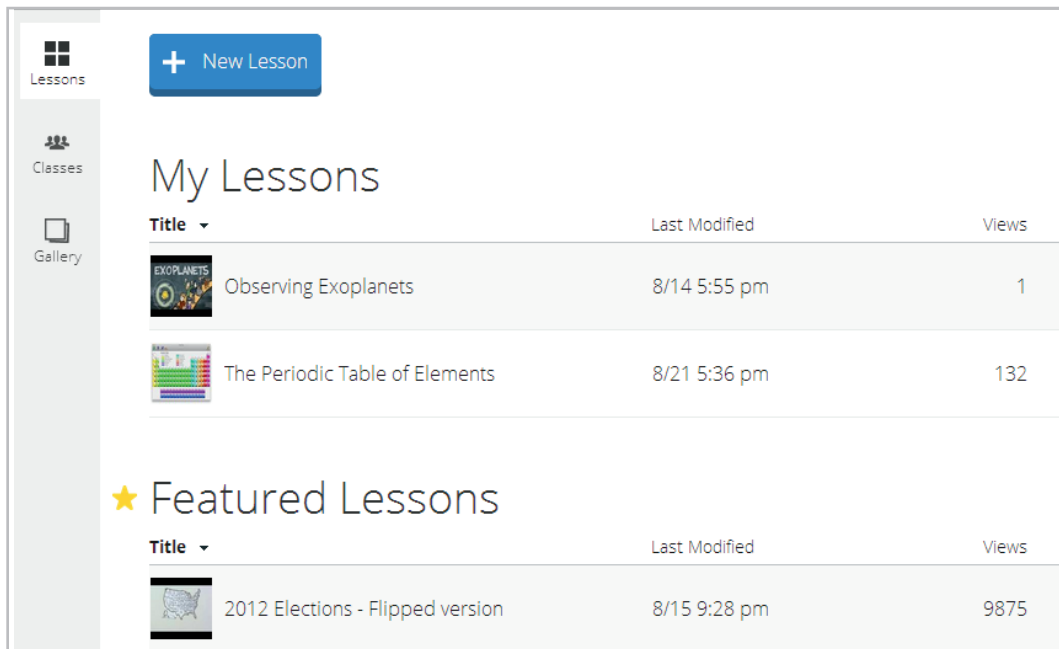 Lessons
Classes
Gallery
New Lesson
My Lessons
Title Last Modified Views
EXOPLANETS
Observing Exoplanets 8/14 5:55 pm 1
The Periodic Table of Elements 8/21 5:36 pm 132
Featured Lessons
Title Last Modified Views
2012 Elections - Flipped version 8/15 9:28 pm 9875